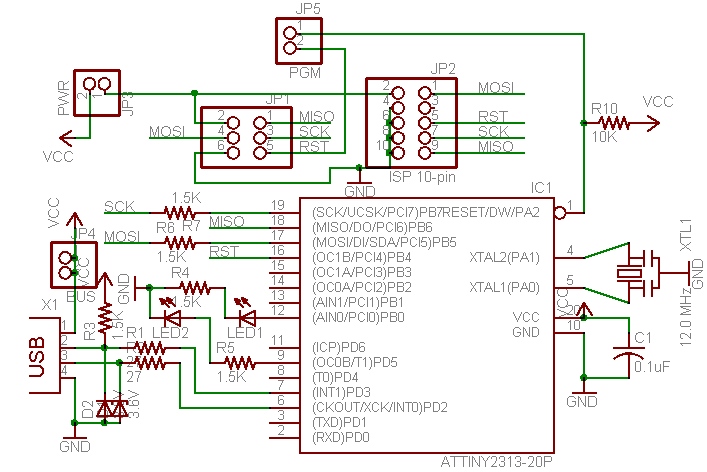 JP5
1
2
PGM
PWR
2
1
JP3
VCC
JP1
2 1 MISO
MOSI 4 3 SCK
6 5 RST
JP2
2 1 MOSI
4 3
6 5 RST
8 7 SCK
10 9 MISO
ISP 10-pin
GND
R10
10K
VCC
IC1
VCC
SCK 1.5K 19 (SCK/UCSK/PCI7)PB7 RESET/DW/PA2 1
R6 R7 MISO 18 (MISO/DO/PCI6)PB6
MOSI 1.5K 17 (MOSI/DI/SDA/PCI5)PB5
RST 16 (OC1B/PCI4)PB4 XTAL2(PA1) 4
15 (OC1A/PCI3)PB3
14 (OC0A/PCI2)PB2 XTAL1(PA0) 5
13 (AIN1/PCI1)PB1
12 (AIN0/PCI0)PB0 VCC 20
GND 10
VCC
XTL1
12.0 MHz
GND
C1
0.1uF
GND
JP4
VCC
BUS
GND
R4
1.5K
LED2
LED1
R3
1.5K
X1
USB
1
2
3
4
R1
27
R5
1.5K
11 (ICP)PD6
9 (OC0B/T1)PD5
8 (T0)PD4
7 (INT1)PD3
6 (CKOUT/XCK/INT0)PD2
3 (TXD)PD1
2 (RXD)PD0
D2
3.6V
GND
ATTINY2313-20P